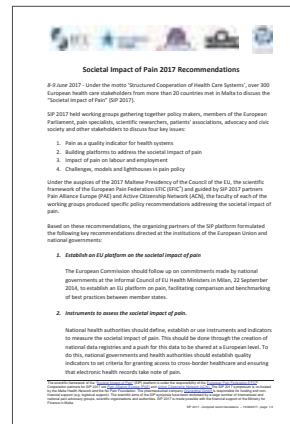 Societal Impact of Pain 2017 Recommendations
8-9 June 2017 - Under the motto 'Structured Cooperation of Health Care Systems', over 300
European health care stakeholders from more than 20 countries met in Malta to discuss the
"Societal Impact of Pain" (SIP 2017).
SIP 2017 held working groups gathering together policy makers, members of the European
Parliament, pain specialists, scientific researchers, patients' associations, advocacy and civic
society and other stakeholders to discuss four key issues:
1. Pain as a quality indicator for health systems
2. Building platforms to address the societal impact of pain
3. Impact of pain on labour and employment
4. Challenges, models and lighthouses in pain policy
Under the auspices of the 2017 Maltese Presidency of the Council of the EU, the scientific
framework of the European Pain Federation EFIC (EFIC®) and guided by SIP 2017 partners
Pain Alliance Europe (PAE) and Active Citizenship Network (ACN), the faculty of each of the
working groups produced specific policy recommendations addressing the societal impact of
pain.
Based on these recommendations, the organizing partners of the SIP platform formulated
the following key recommendations directed at the institutions of the European Union and
national governments:
1. Establish an EU platform on the societal impact of pain
The European Commission should follow up on commitments made by national
governments at the informal Council of EU Health Ministers in Milan, 22 September
2014, to establish an EU platform on pain, facilitating comparison and benchmarking
of best practices between member states.
2. Instruments to assess the societal impact of pain.
National health authorities should define, establish or use instruments and indicators
to measure the societal impact of pain. This should be done through the creation of
national data registries and a push for this data to be shared at a European level. To
do this, national governments and health authorities should establish quality
indicators to set criteria for granting access to cross-border healthcare and ensuring
that electronic health records take note of pain.